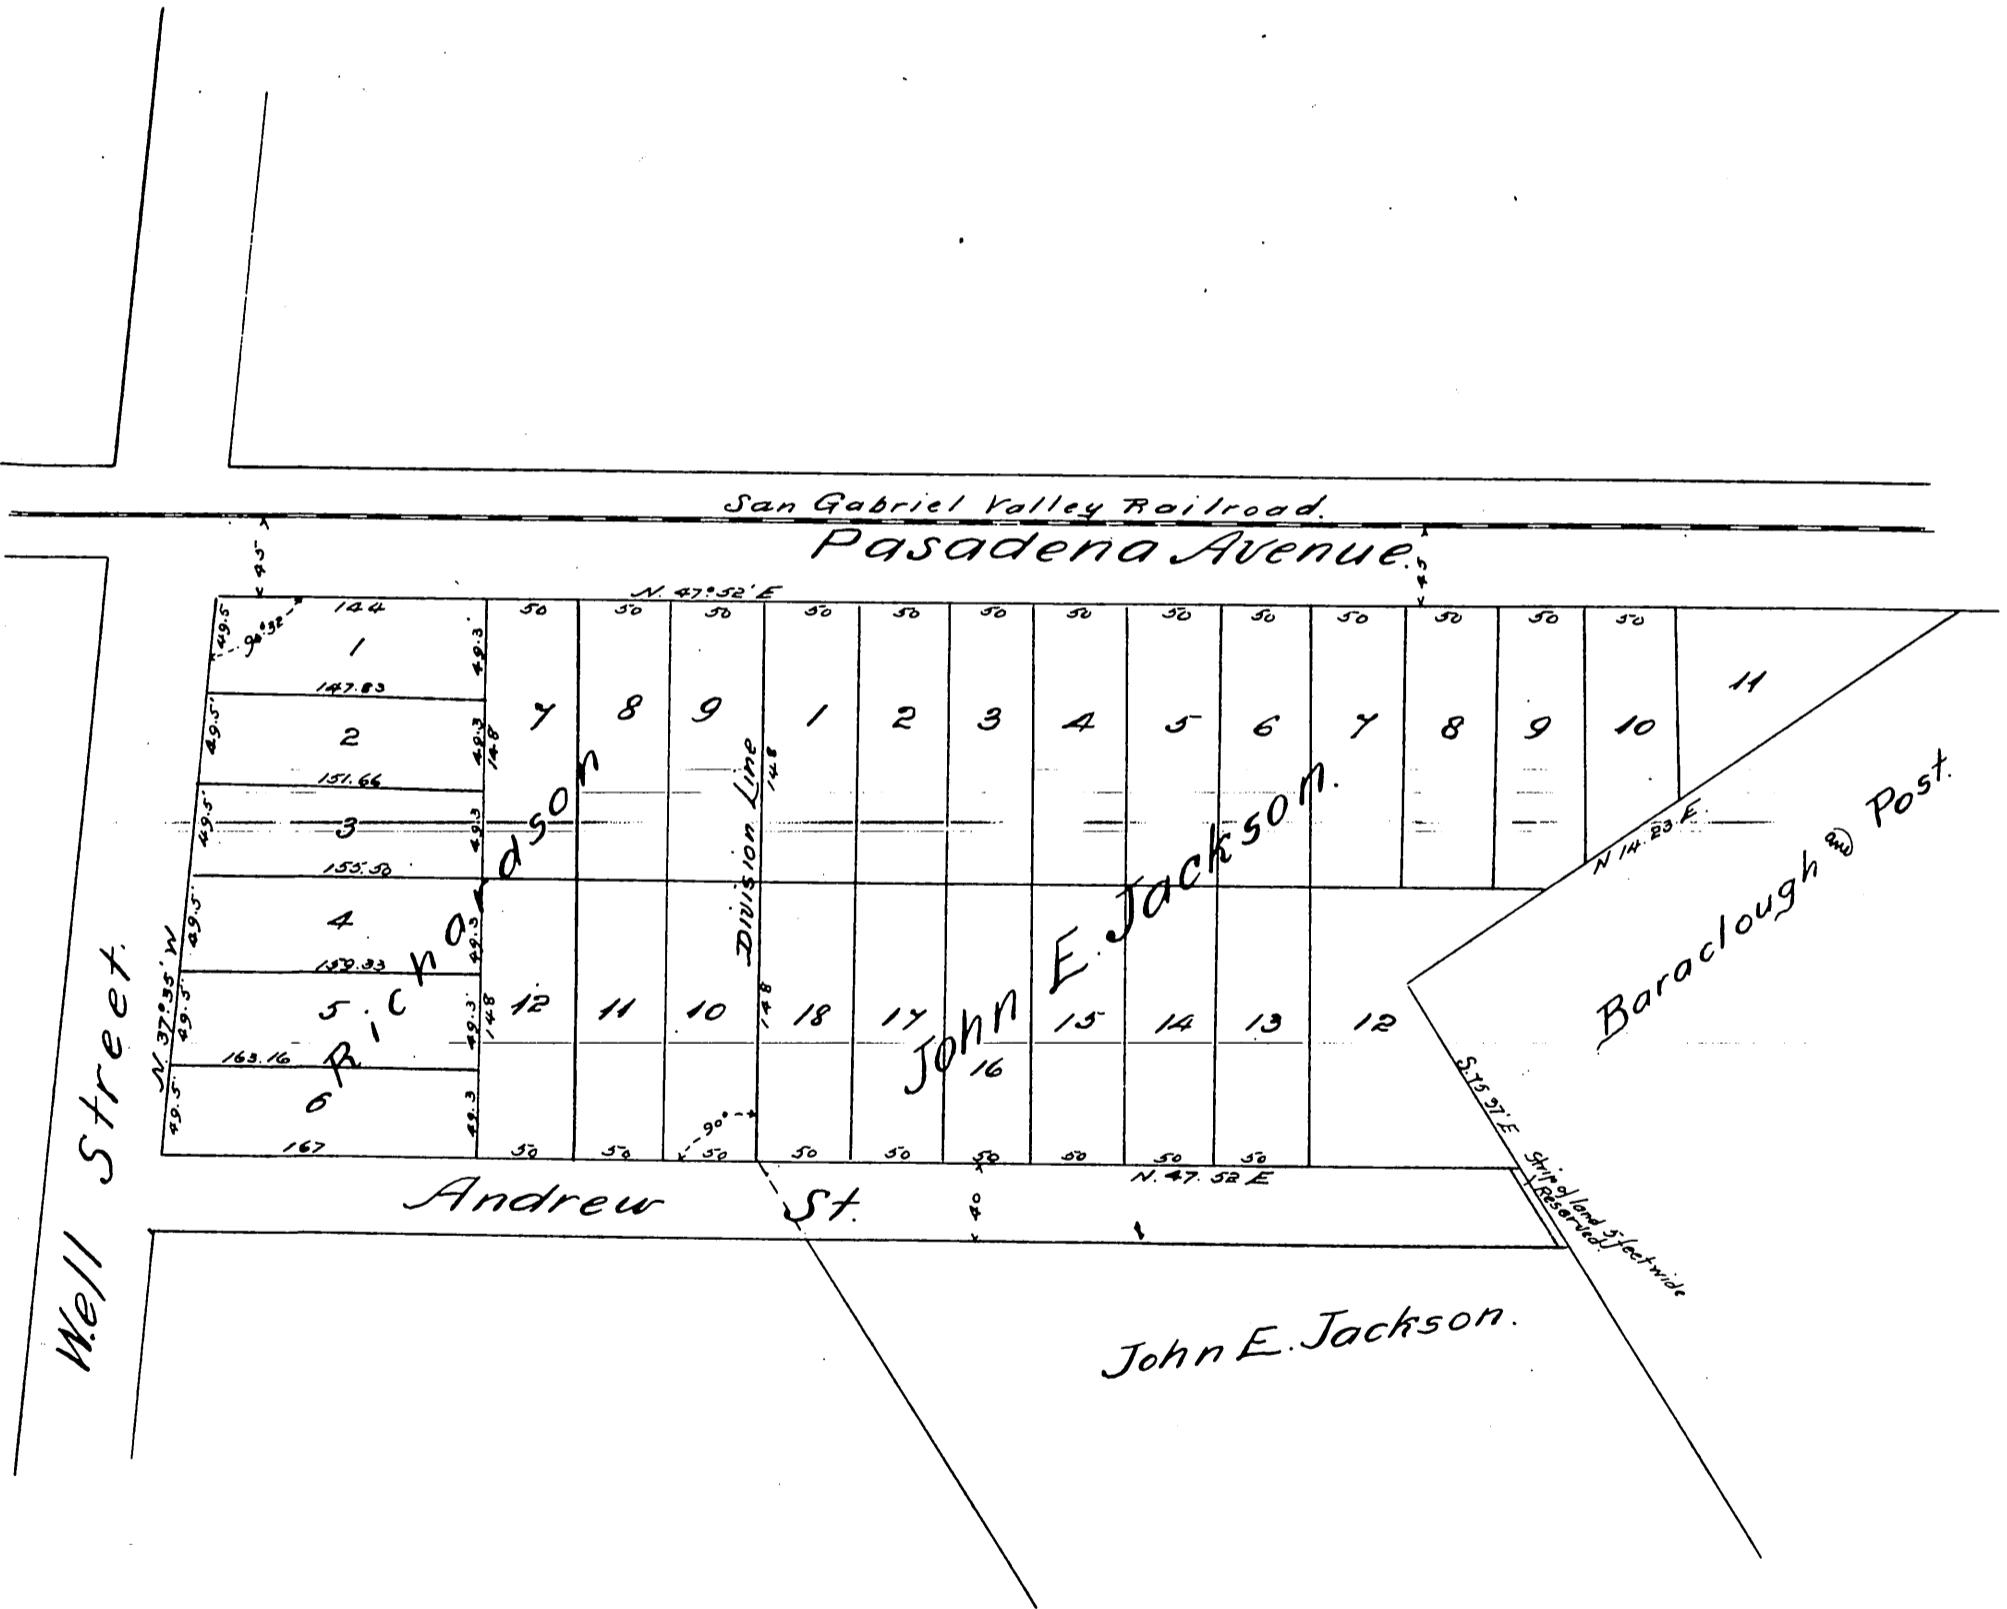 San Gabriel Valley Railroad.
Pasadena Avenue.
45
45
N. 47°52' E
144 50 50 50 50 50 50 50 50 50 50 50 50 50
49.5
90°.32
49.3'
1
147.83
49.5'
2
49.3
148
151.66
49.5'
3
49.3
155.50
7 8 9 1 2 3 4 5 6 7 8 9 10 11
Division Line
148
N 14.23 E.
Baraclough and Post.
Richardson
John E. Jackson.
49.5'
4
49.3
159.33
N. 37°.35' W
49.5'
5
49.3'
148
163.16
49.5
6
49.3
167
12 11 10 18 17 16 15 14 13 12
148
90°
50 50 50 50 50 50 50 50 50
N. 47. 52 E
S. 75 37' E
Strip of land 5 feet wide
Reserved.
Well Street.
Andrew St.
40
John E. Jackson.